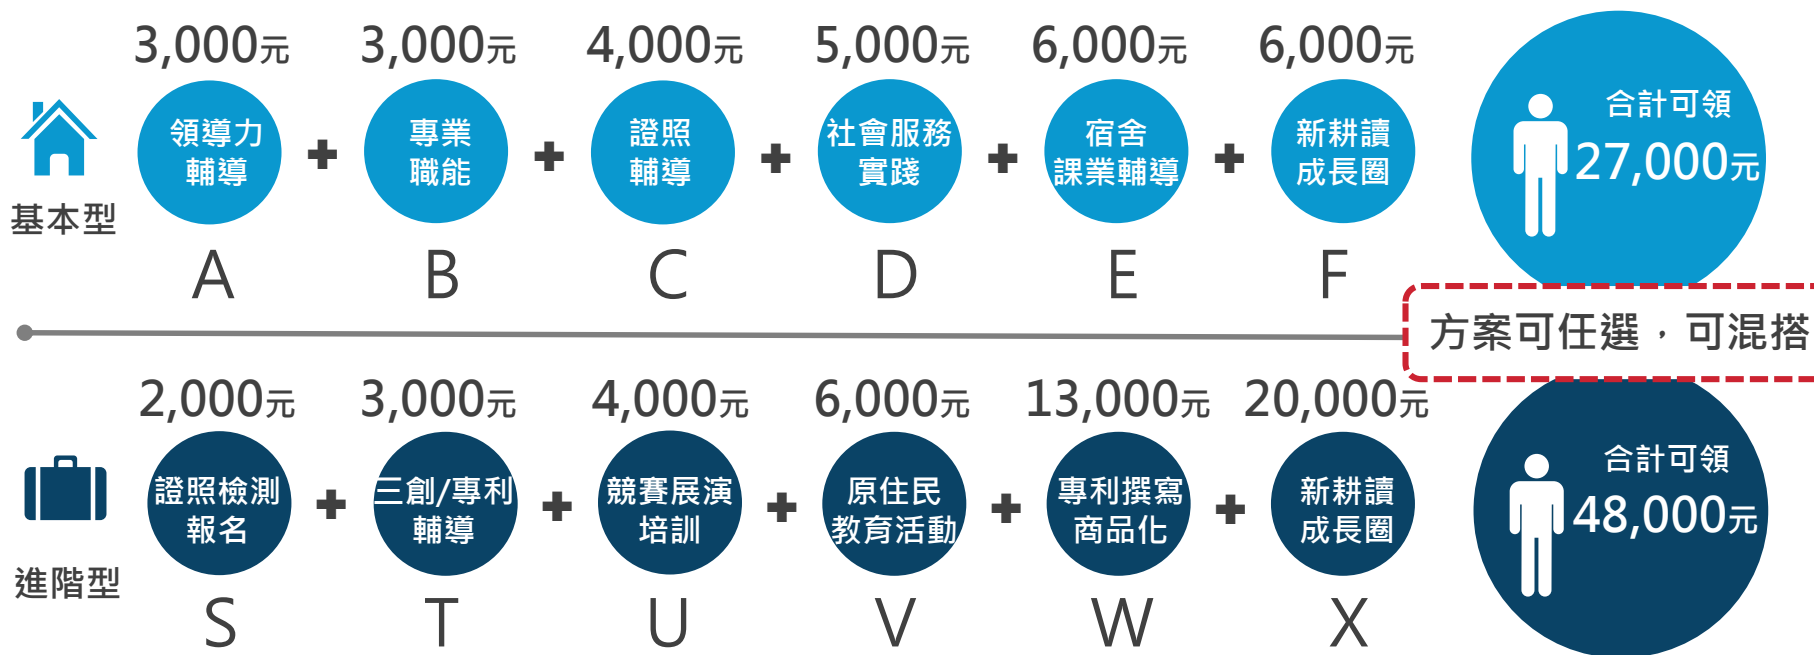 3,000元 3,000元 4,000元 5,000元 6,000元 6,000元
領導力
輔導
專業
職能
證照
輔導
社會服務
實踐
宿舍
課業輔導
新耕讀
成長圈
合計可領
27,000元
基本型
A B C D E F
方案可任選，可混搭
2,000元 3,000元 4,000元 6,000元 13,000元 20,000元
證照檢測
報名
三創/專利
輔導
競賽展演
培訓
原住民
教育活動
專利撰寫
商品化
新耕讀
成長圈
合計可領
48,000元
進階型
S T U V W X